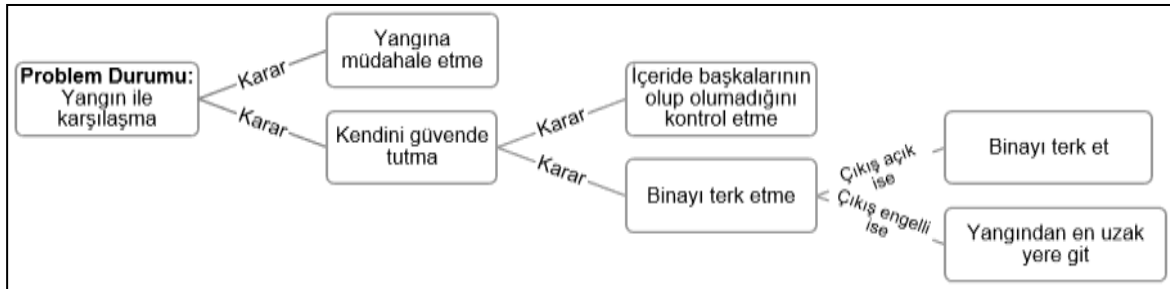 Problem Durumu:
Yangın ile
karşılaşma
Karar
Yangına
müdahale etme
Karar
Kendini güvende
tutma
Karar
İçeride başkalarının
olup olumadığını
kontrol etme
Karar
Binayı terk etme
Çıkış açık
ise
Binayı terk et
Çıkış engelli
ise
Yangından en uzak
yere git